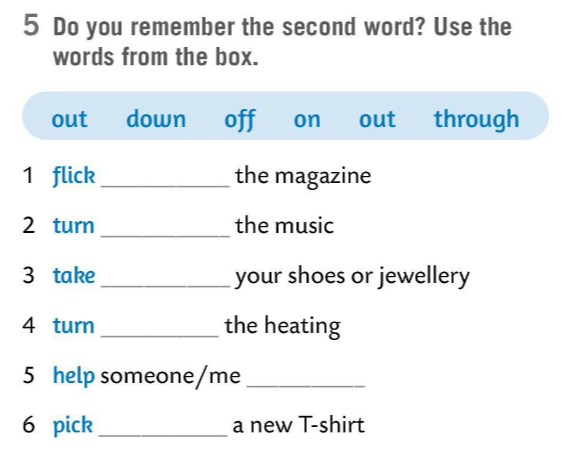 5 Do you remember the second word? Use the
words from the box.
out down off on out through
1 flick __________ the magazine
2 turn __________ the music
3 take __________ your shoes or jewellery
4 turn __________ the heating
5 help someone/me __________
6 pick __________ a new T-shirt